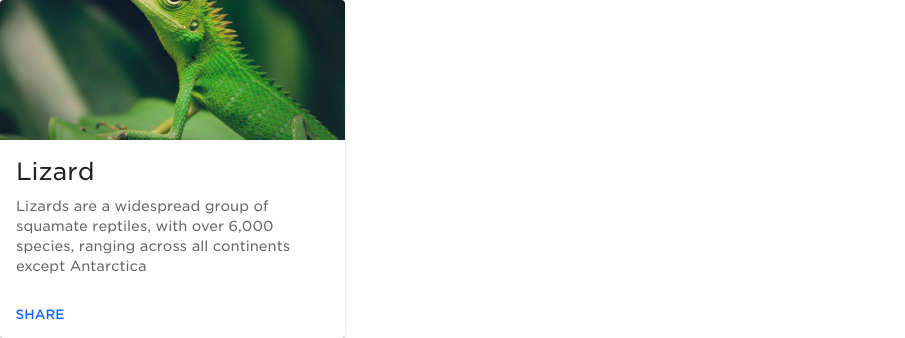 Lizard
Lizards are a widespread group of
squamate reptiles, with over 6,000
species, ranging across all continents
except Antarctica
SHARE